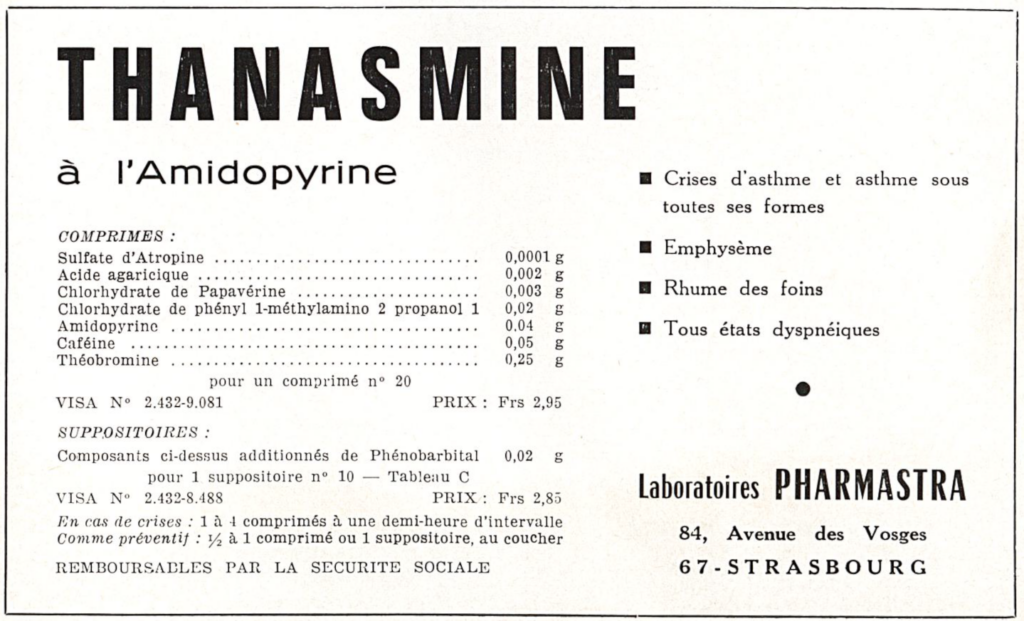 THANASMINE
à l'Amidopyrine
COMPRIMES :
Sulfate d'Atropine ................................ 0,0001 g
Acide agaricique .................................. 0,002 g
Chlorhydrate de Papavérine ...................... 0,003 g
Chlorhydrate de phényl 1-méthylamino 2 propanol 1 0,02 g
Amidopyrine ...................................... 0.04 g
Caféine .......................................... 0,05 g
Théobromine ...................................... 0,25 g
pour un comprimé n° 20
VISA N° 2.432-9.081 PRIX : Frs 2,95
SUPPOSITOIRES :
Composants ci-dessus additionnés de Phénobarbital 0,02 g
pour 1 suppositoire n° 10 — Tableau C
VISA N° 2.432-8.488 PRIX : Frs 2,85
En cas de crises : 1 à 4 comprimés à une demi-heure d'intervalle
Comme préventif : ½ à 1 comprimé ou 1 suppositoire, au coucher
REMBOURSABLES PAR LA SECURITE SOCIALE
■ Crises d'asthme et asthme sous
toutes ses formes
■ Emphysème
■ Rhume des foins
■ Tous états dyspnéiques
●
Laboratoires PHARMASTRA
84, Avenue des Vosges
67-STRASBOURG